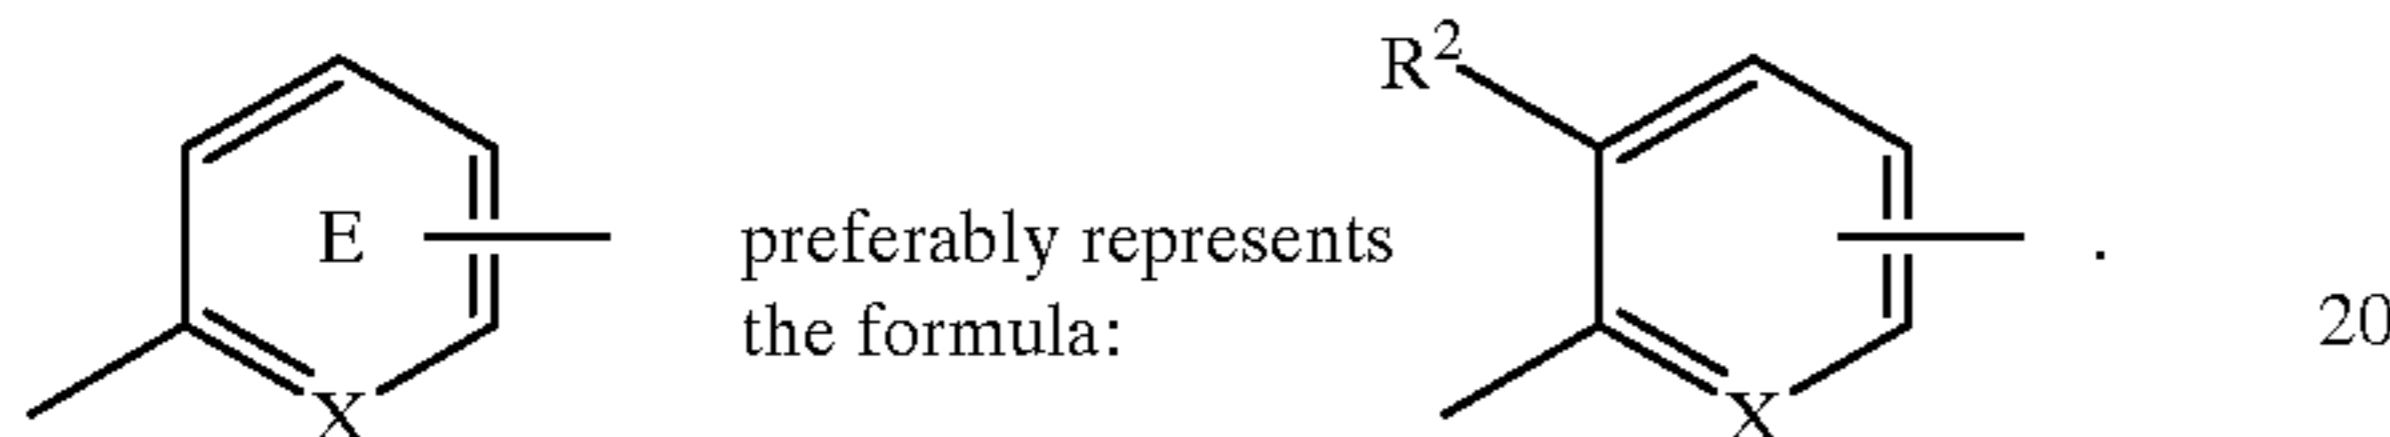 R²
E preferably represents
the formula: . 20
X X